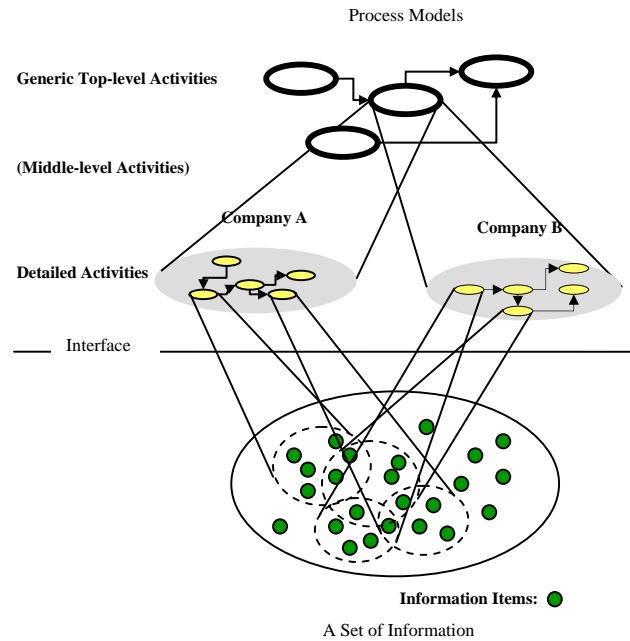 Process Models
Generic Top-level Activities
(Middle-level Activities)
Company A
Company B
Detailed Activities
Interface
Information Items:
A Set of Information